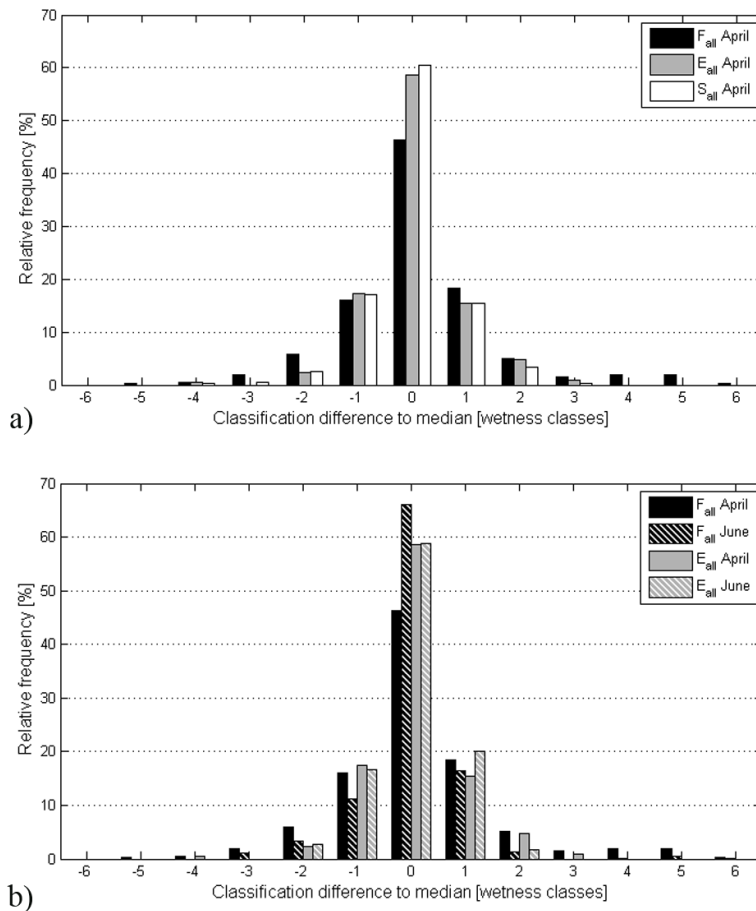 70
60
50
40
30
20
10
0
Relative frequency [%]
F_all April
E_all April
S_all April
-6 -5 -4 -3 -2 -1 0 1 2 3 4 5 6
Classification difference to median [wetness classes]
a)
70
60
50
40
30
20
10
0
Relative frequency [%]
F_all April
F_all June
E_all April
E_all June
-6 -5 -4 -3 -2 -1 0 1 2 3 4 5 6
Classification difference to median [wetness classes]
b)